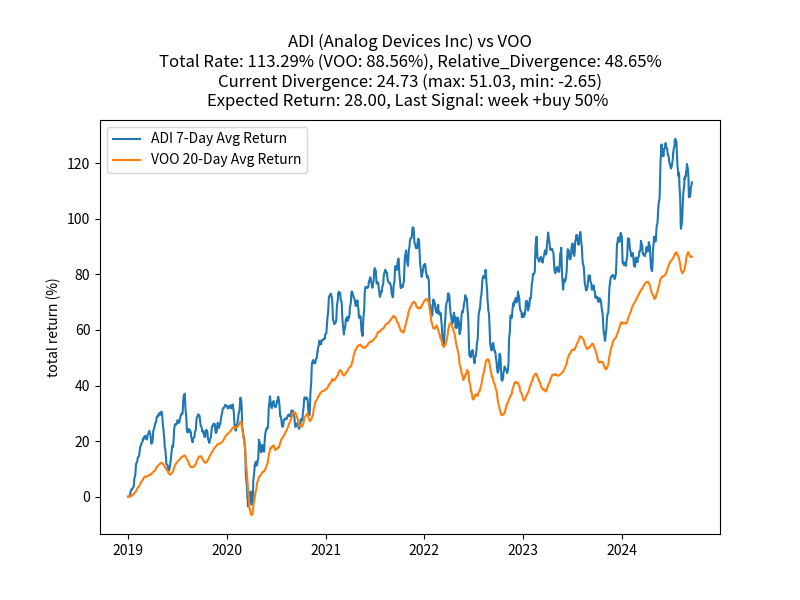 ADI (Analog Devices Inc) vs VOO
Total Rate: 113.29% (VOO: 88.56%), Relative_Divergence: 48.65%
Current Divergence: 24.73 (max: 51.03, min: -2.65)
Expected Return: 28.00, Last Signal: week +buy 50%
ADI 7-Day Avg Return
VOO 20-Day Avg Return
total return (%)
120
100
80
60
40
20
0
2019 2020 2021 2022 2023 2024